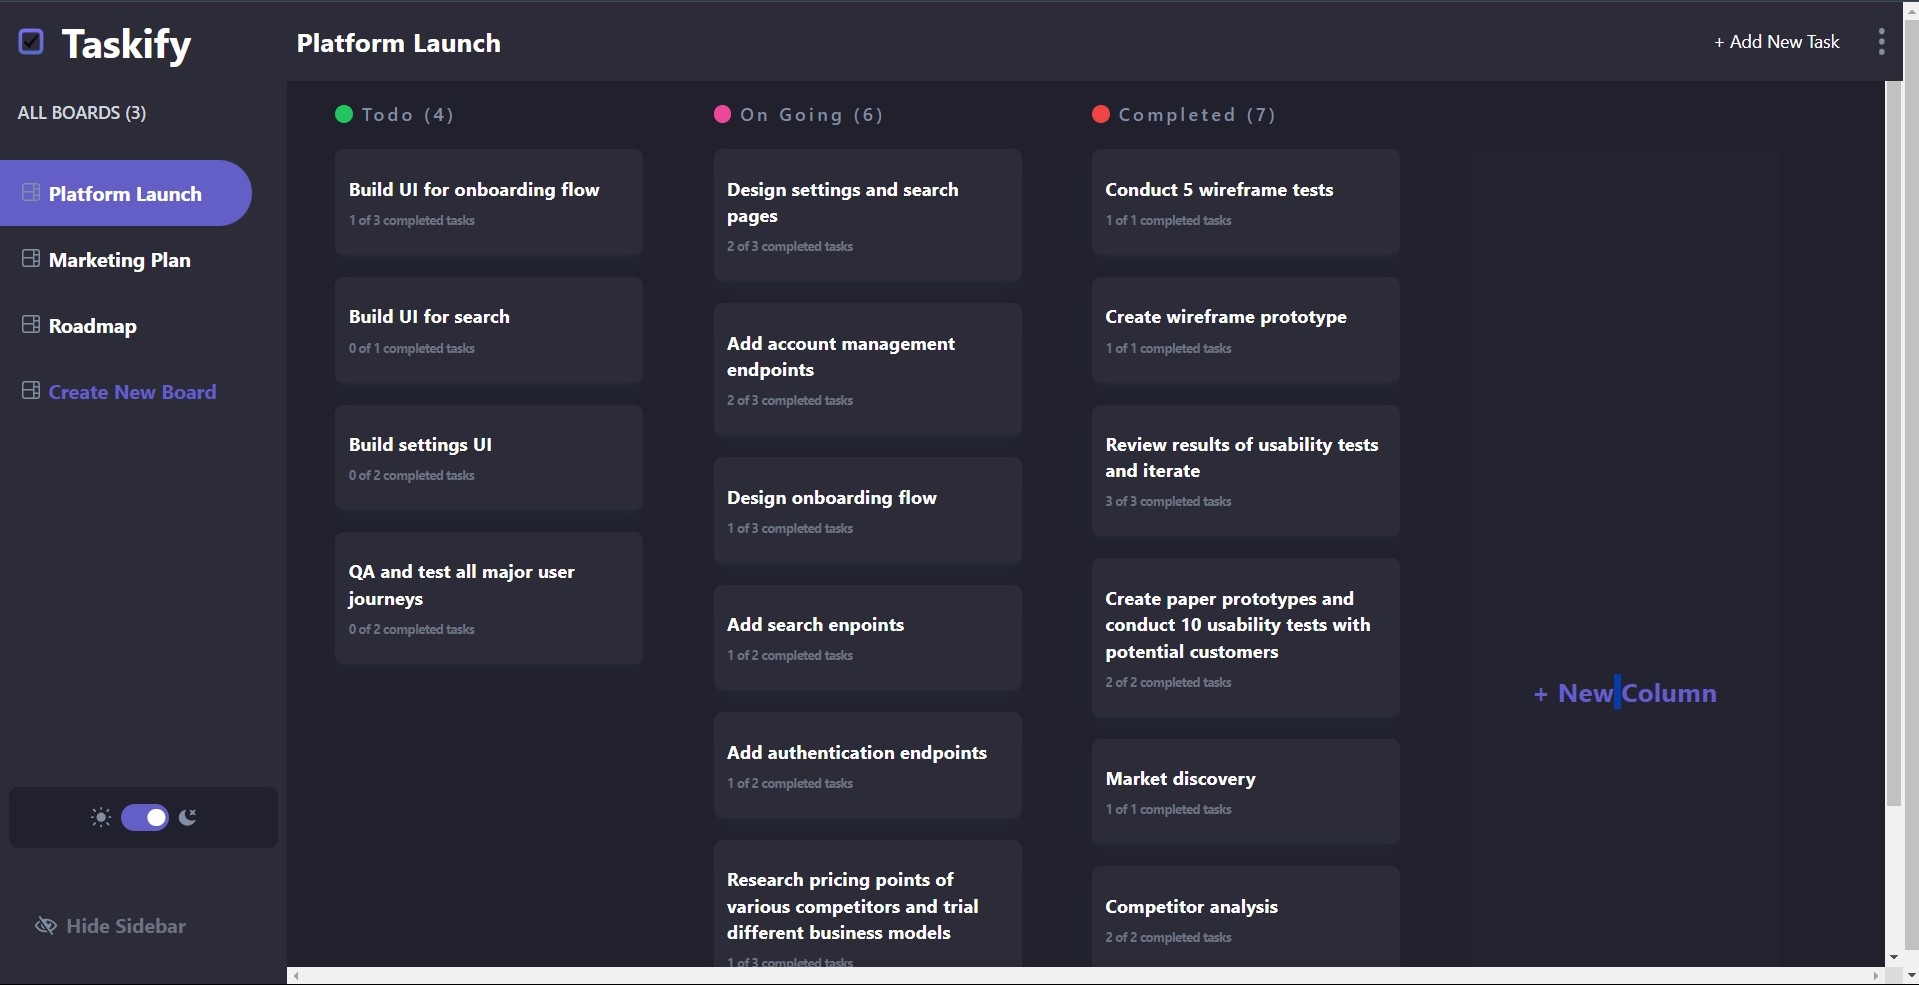 Taskify
Platform Launch
+ Add New Task
ALL BOARDS (3)
Platform Launch
Marketing Plan
Roadmap
Create New Board
Hide Sidebar
Todo (4)
Build UI for onboarding flow
1 of 3 completed tasks
Build UI for search
0 of 1 completed tasks
Build settings UI
0 of 2 completed tasks
QA and test all major user
journeys
0 of 2 completed tasks
On Going (6)
Design settings and search
pages
2 of 3 completed tasks
Add account management
endpoints
2 of 3 completed tasks
Design onboarding flow
1 of 3 completed tasks
Add search enpoints
1 of 2 completed tasks
Add authentication endpoints
1 of 2 completed tasks
Research pricing points of
various competitors and trial
different business models
1 of 3 completed tasks
Completed (7)
Conduct 5 wireframe tests
1 of 1 completed tasks
Create wireframe prototype
1 of 1 completed tasks
Review results of usability tests
and iterate
3 of 3 completed tasks
Create paper prototypes and
conduct 10 usability tests with
potential customers
2 of 2 completed tasks
Market discovery
1 of 1 completed tasks
Competitor analysis
2 of 2 completed tasks
+ New Column